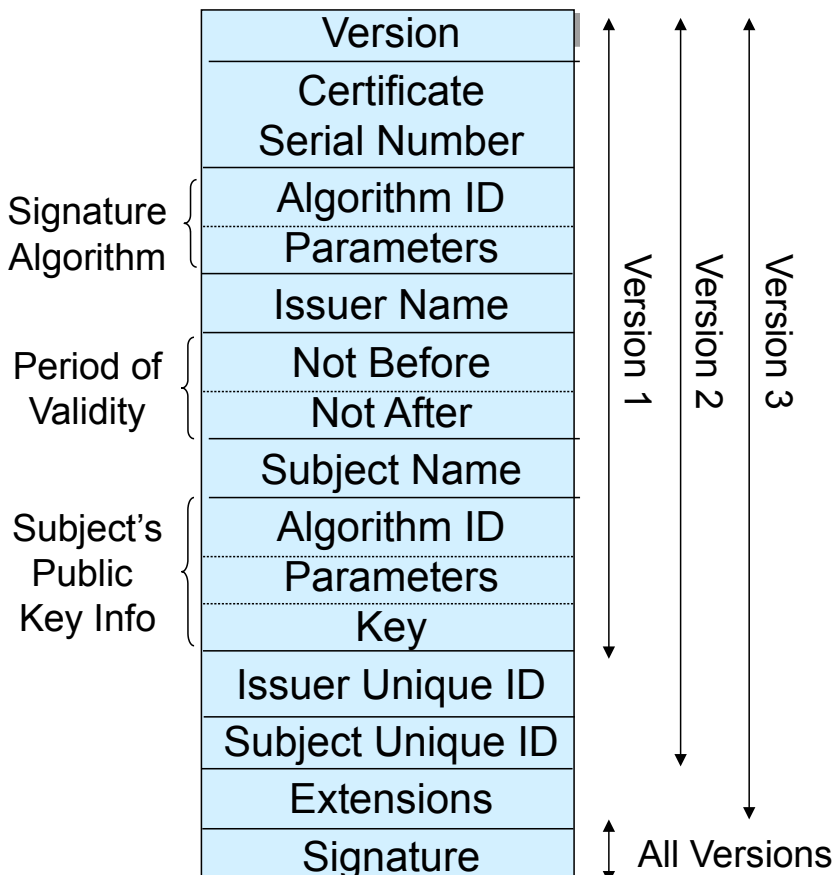 Version
Certificate
Serial Number
Signature
Algorithm
Algorithm ID
Parameters
Issuer Name
Period of
Validity
Not Before
Not After
Subject Name
Subject’s
Public
Key Info
Algorithm ID
Parameters
Key
Issuer Unique ID
Subject Unique ID
Extensions
Signature
Version 1
Version 2
Version 3
All Versions